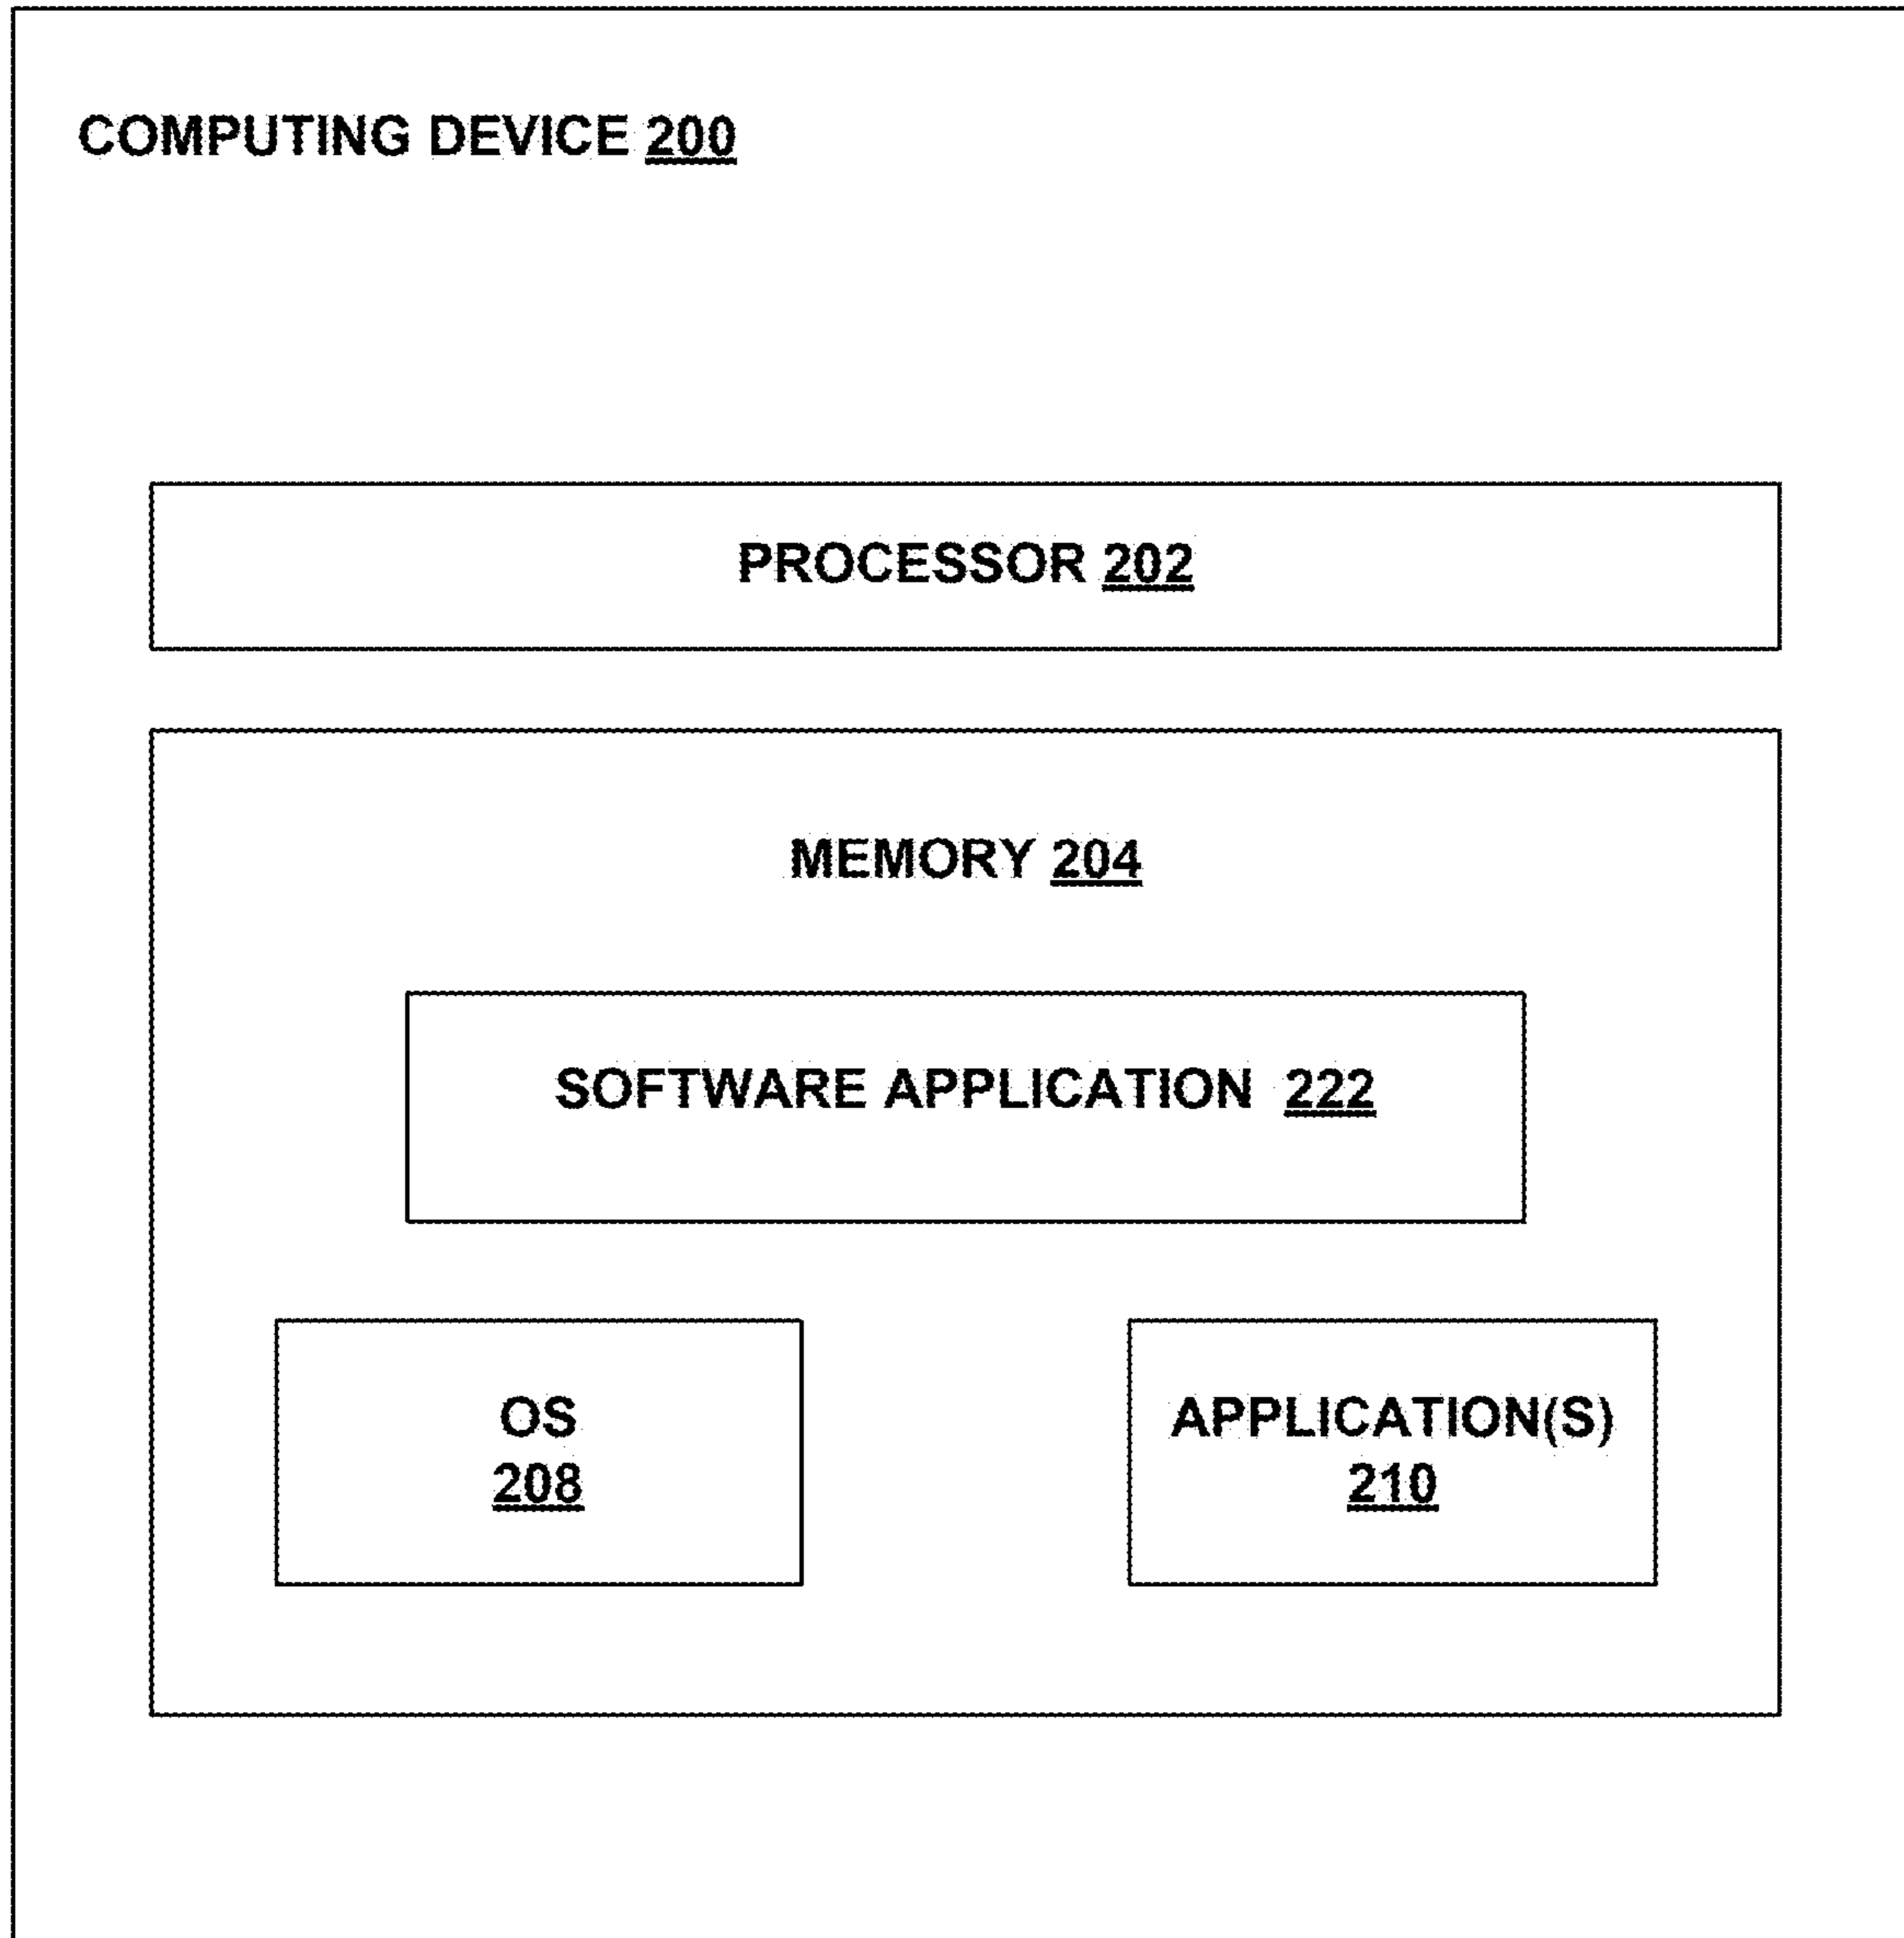 COMPUTING DEVICE 200
PROCESSOR 202
MEMORY 204
SOFTWARE APPLICATION 222
OS
208
APPLICATION(S)
210